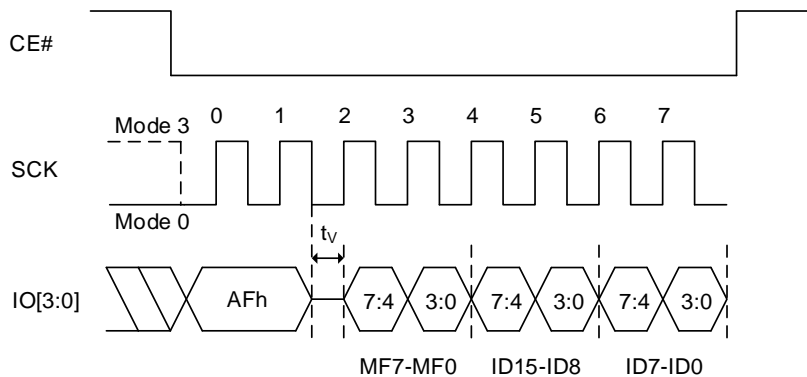 CE#
0 1 2 3 4 5 6 7
Mode 3
SCK
Mode 0
tV
IO[3:0] AFh 7:4 3:0 7:4 3:0 7:4 3:0
MF7-MF0 ID15-ID8 ID7-ID0